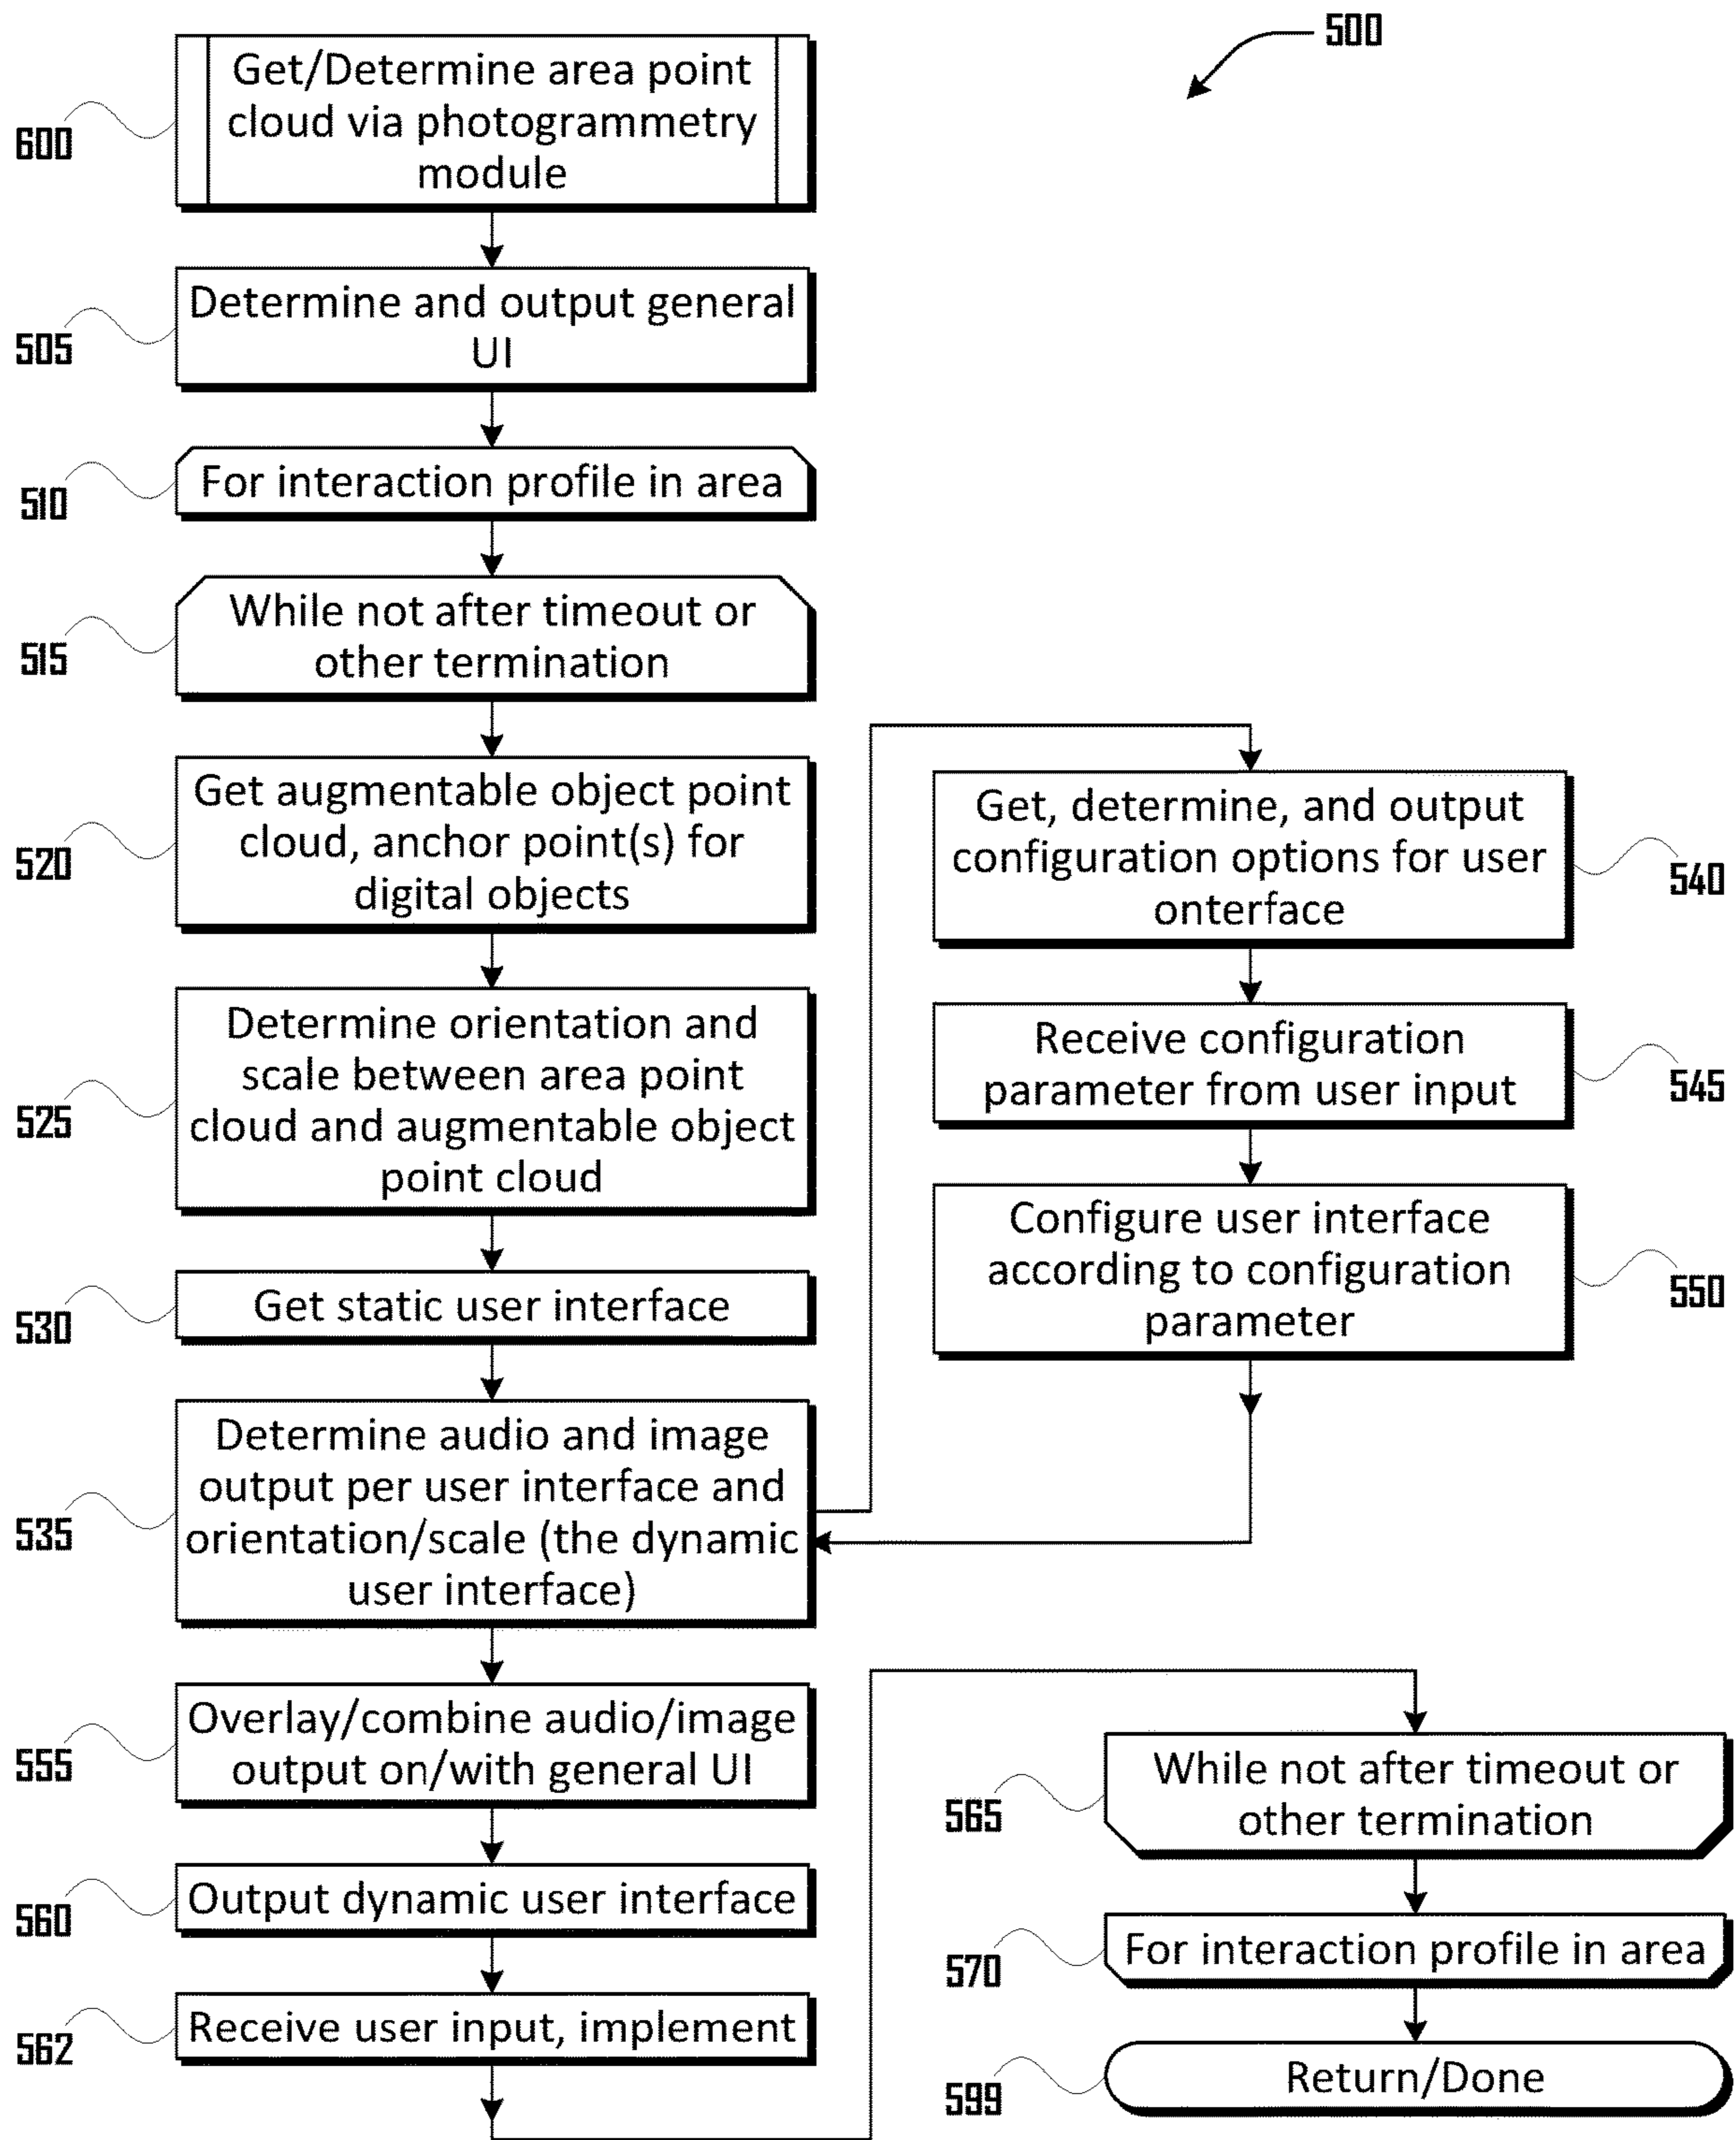 500
600
Get/Determine area point
cloud via photogrammetry
module
505
Determine and output general
UI
510
For interaction profile in area
515
While not after timeout or
other termination
520
Get augmentable object point
cloud, anchor point(s) for
digital objects
525
Determine orientation and
scale between area point
cloud and augmentable object
point cloud
530
Get static user interface
535
Determine audio and image
output per user interface and
orientation/scale (the dynamic
user interface)
540
Get, determine, and output
configuration options for user
onterface
545
Receive configuration
parameter from user input
550
Configure user interface
according to configuration
parameter
555
Overlay/combine audio/image
output on/with general UI
560
Output dynamic user interface
562
Receive user input, implement
565
While not after timeout or
other termination
570
For interaction profile in area
599
Return/Done